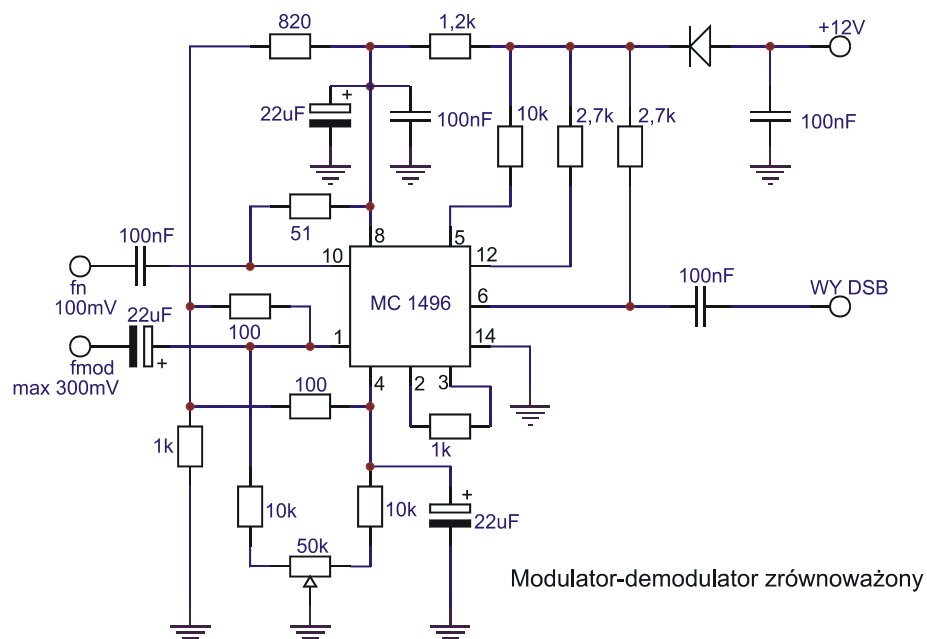 820
1,2k
+12V
+
22uF
100nF
10k
2,7k
2,7k
100nF
51
100nF
8
5
10
12
fn
100mV
MC 1496
100nF
WY DSB
22uF
100
6
+
1
14
fmod
max 300mV
100
4
2
3
1k
1k
10k
10k
+
22uF
50k
Modulator-demodulator zrównoważony